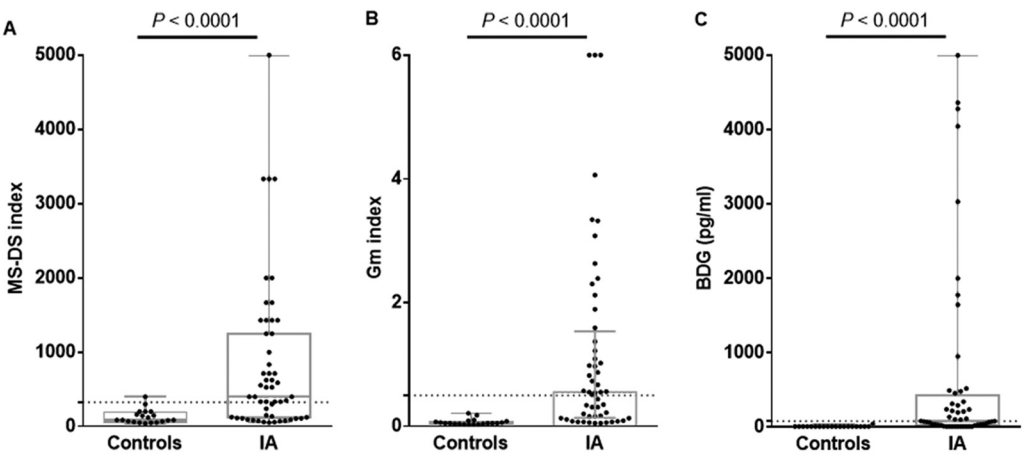 A
P < 0.0001
MS-DS index
5000
4000
3000
2000
1000
0
Controls
IA
B
P < 0.0001
Gm index
6
4
2
0
Controls
IA
C
P < 0.0001
BDG (pg/ml)
5000
4000
3000
2000
1000
0
Controls
IA